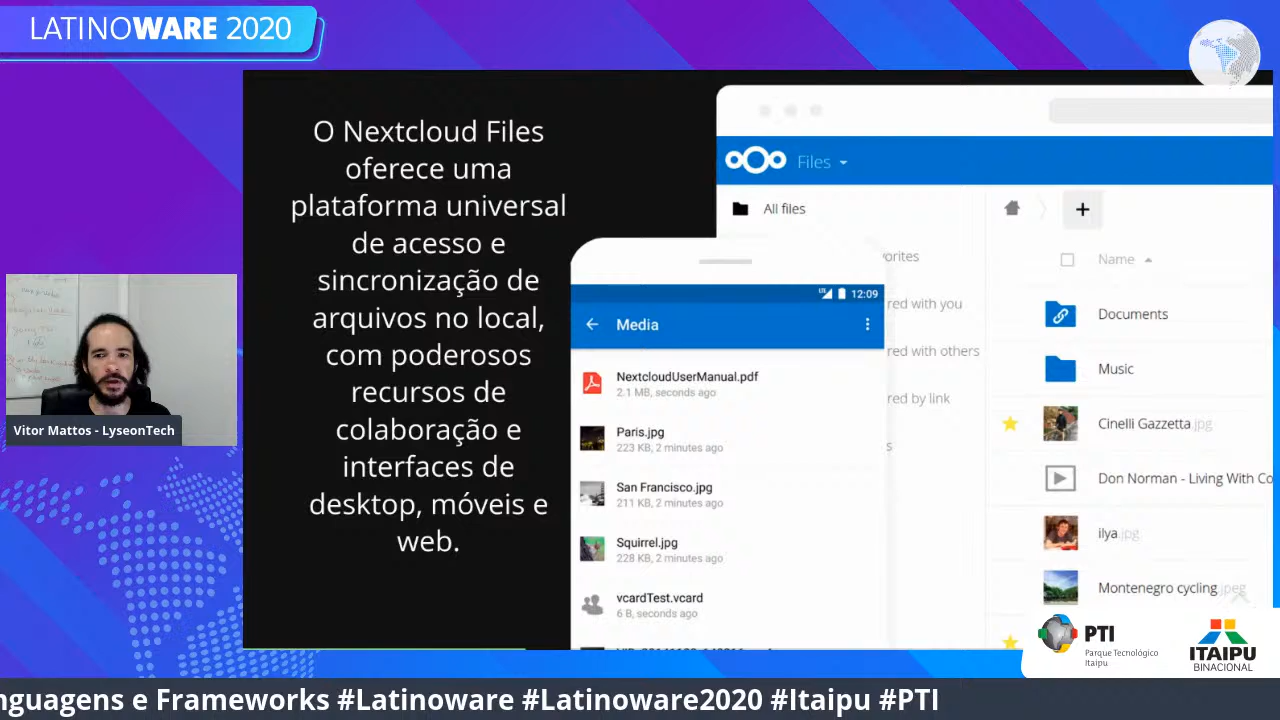 LATINOWARE 2020
O Nextcloud Files
oferece uma
plataforma universal
de acesso e
sincronização de
arquivos no local,
com poderosos
recursos de
colaboração e
interfaces de
desktop, móveis e
web.
Files
All files
orites
red with you
red with others
red by link
s
+
Name
Documents
Music
Cinelli Gazzetta.jpg
Don Norman - Living With Co
ilya.jpg
Montenegro cycling.jpeg
12:09
Media
NextcloudUserManual.pdf
2.1 MB, seconds ago
Paris.jpg
223 KB, 2 minutes ago
San Francisco.jpg
211 KB, 2 minutes ago
Squirrel.jpg
228 KB, 2 minutes ago
vcardTest.vcard
6 B, seconds ago
Vitor Mattos - LyseonTech
PTI
Parque Tecnológico
Itaipu
ITAIPU
BINACIONAL
nguagens e Frameworks #Latinoware #Latinoware2020 #Itaipu #PTI